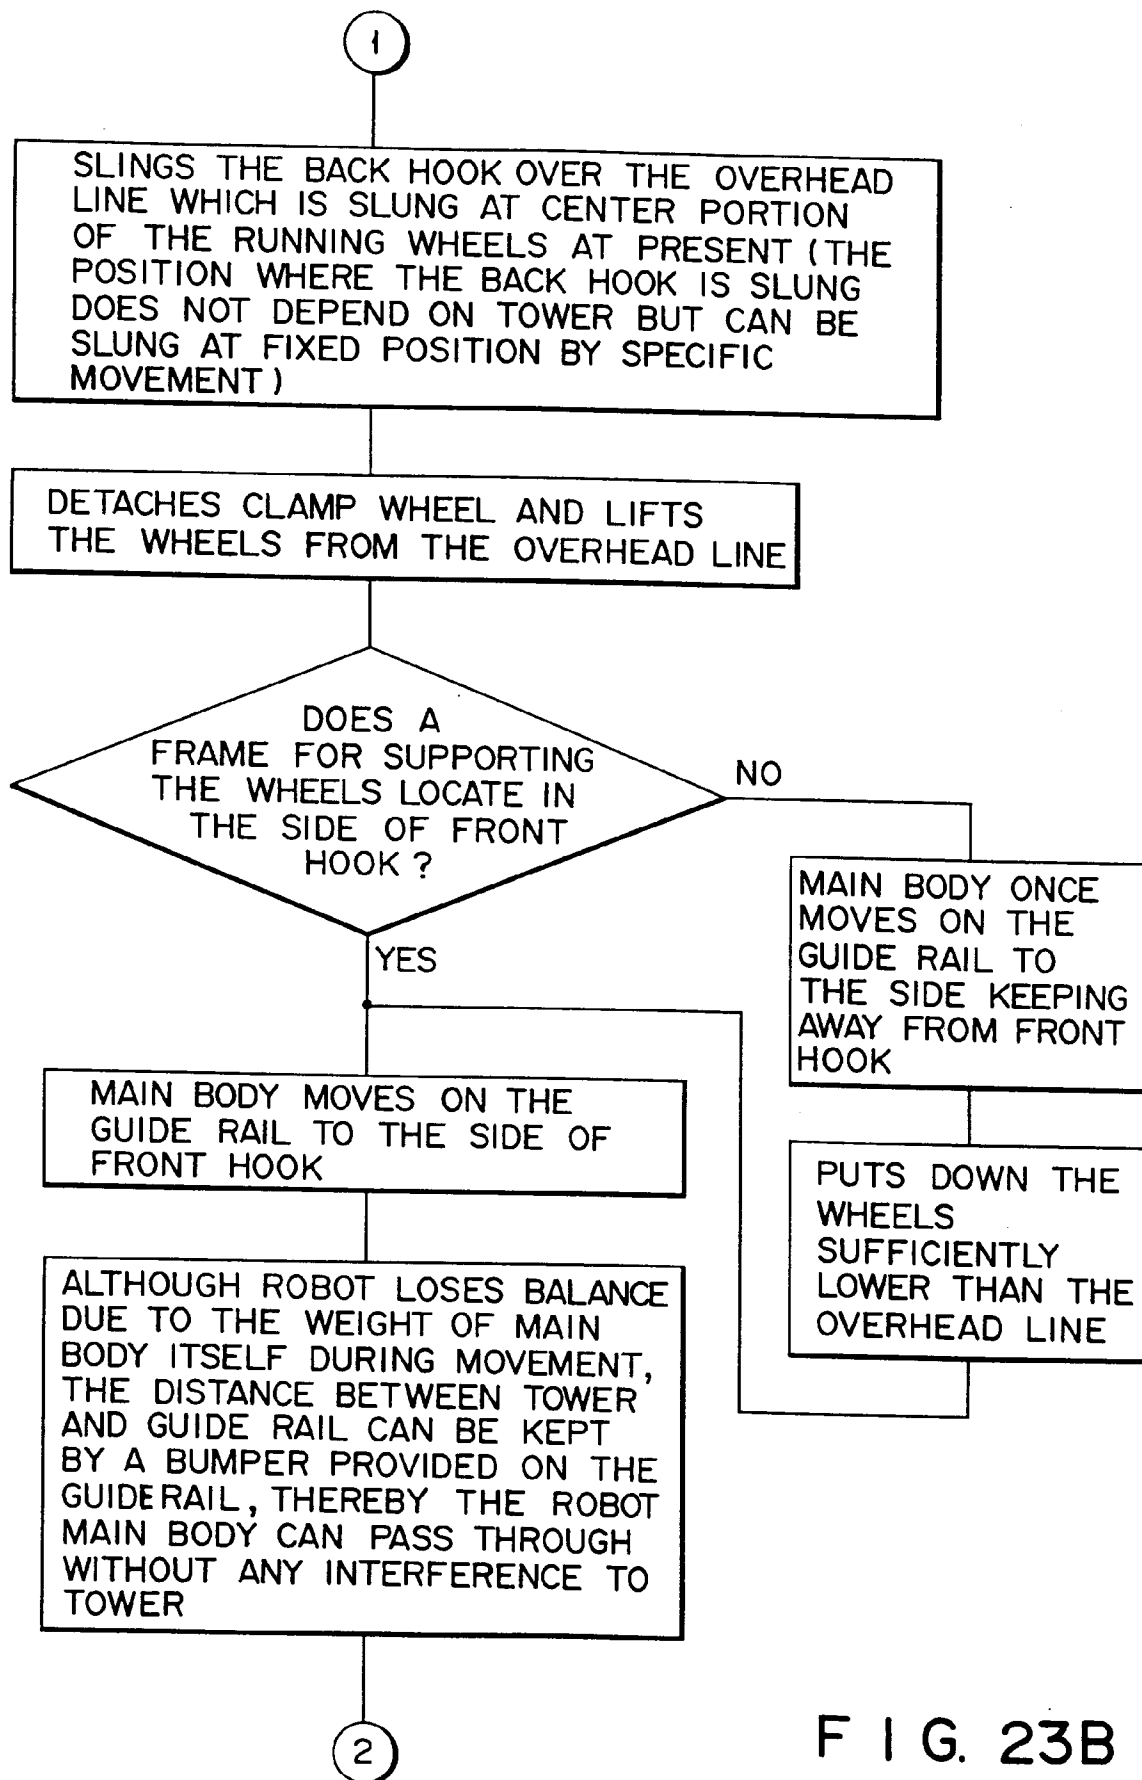 1
SLINGS THE BACK HOOK OVER THE OVERHEAD
LINE WHICH IS SLUNG AT CENTER PORTION
OF THE RUNNING WHEELS AT PRESENT (THE
POSITION WHERE THE BACK HOOK IS SLUNG
DOES NOT DEPEND ON TOWER BUT CAN BE
SLUNG AT FIXED POSITION BY SPECIFIC
MOVEMENT)
DETACHES CLAMP WHEEL AND LIFTS
THE WHEELS FROM THE OVERHEAD LINE
DOES A
FRAME FOR SUPPORTING
THE WHEELS LOCATE IN
THE SIDE OF FRONT
HOOK?
NO
MAIN BODY ONCE
MOVES ON THE
GUIDE RAIL TO
THE SIDE KEEPING
AWAY FROM FRONT
HOOK
PUTS DOWN THE
WHEELS
SUFFICIENTLY
LOWER THAN THE
OVERHEAD LINE
YES
MAIN BODY MOVES ON THE
GUIDE RAIL TO THE SIDE OF
FRONT HOOK
ALTHOUGH ROBOT LOSES BALANCE
DUE TO THE WEIGHT OF MAIN
BODY ITSELF DURING MOVEMENT,
THE DISTANCE BETWEEN TOWER
AND GUIDE RAIL CAN BE KEPT
BY A BUMPER PROVIDED ON THE
GUIDERAIL, THEREBY THE ROBOT
MAIN BODY CAN PASS THROUGH
WITHOUT ANY INTERFERENCE TO
TOWER
2
FIG. 23B